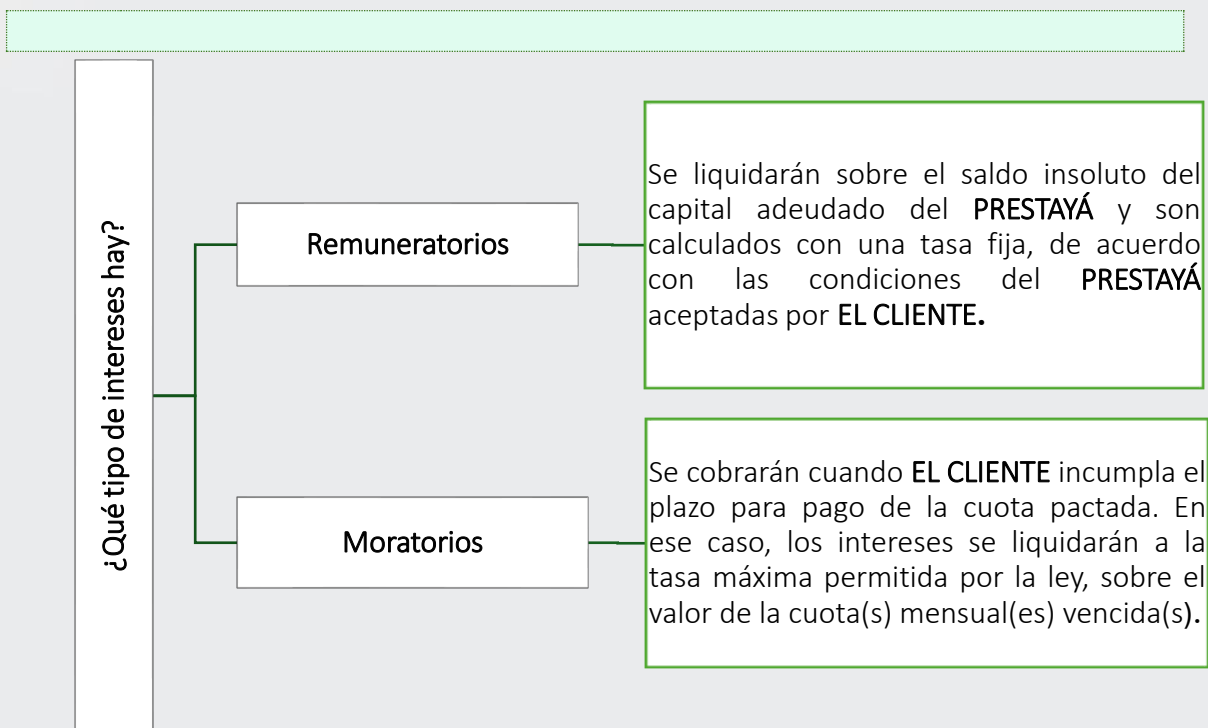 ¿Qué tipo de intereses hay?
Remuneratorios
Se liquidarán sobre el saldo insoluto del
capital adeudado del PRESTAYÁ y son
calculados con una tasa fija, de acuerdo
con las condiciones del PRESTAYÁ
aceptadas por EL CLIENTE.
Moratorios
Se cobrarán cuando EL CLIENTE incumpla el
plazo para pago de la cuota pactada. En
ese caso, los intereses se liquidarán a la
tasa máxima permitida por la ley, sobre el
valor de la cuota(s) mensual(es) vencida(s).